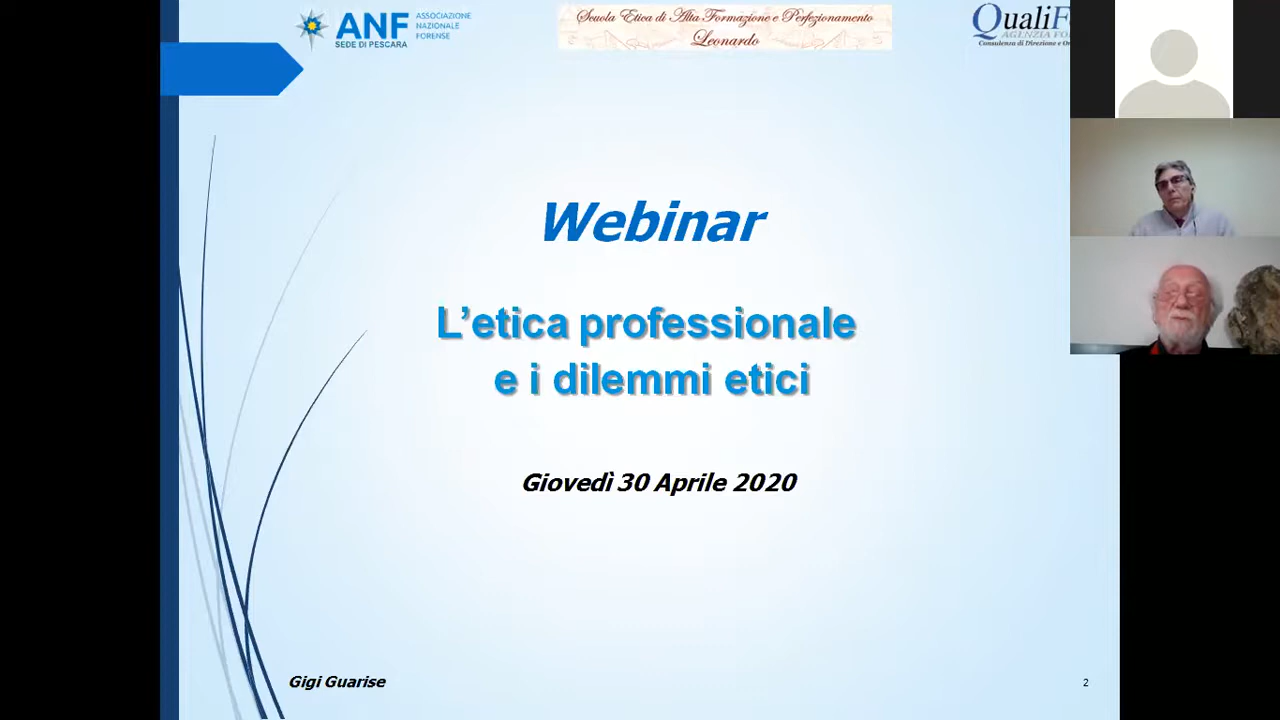 ANF
ASSOCIAZIONE
NAZIONALE
FORENSE
SEDE DI PESCARA
Scuola Etica di Alta Formazione e Perfezionamento
Leonardo
Webinar
L’etica professionale
e i dilemmi etici
Giovedì 30 Aprile 2020
Gigi Guarise
2